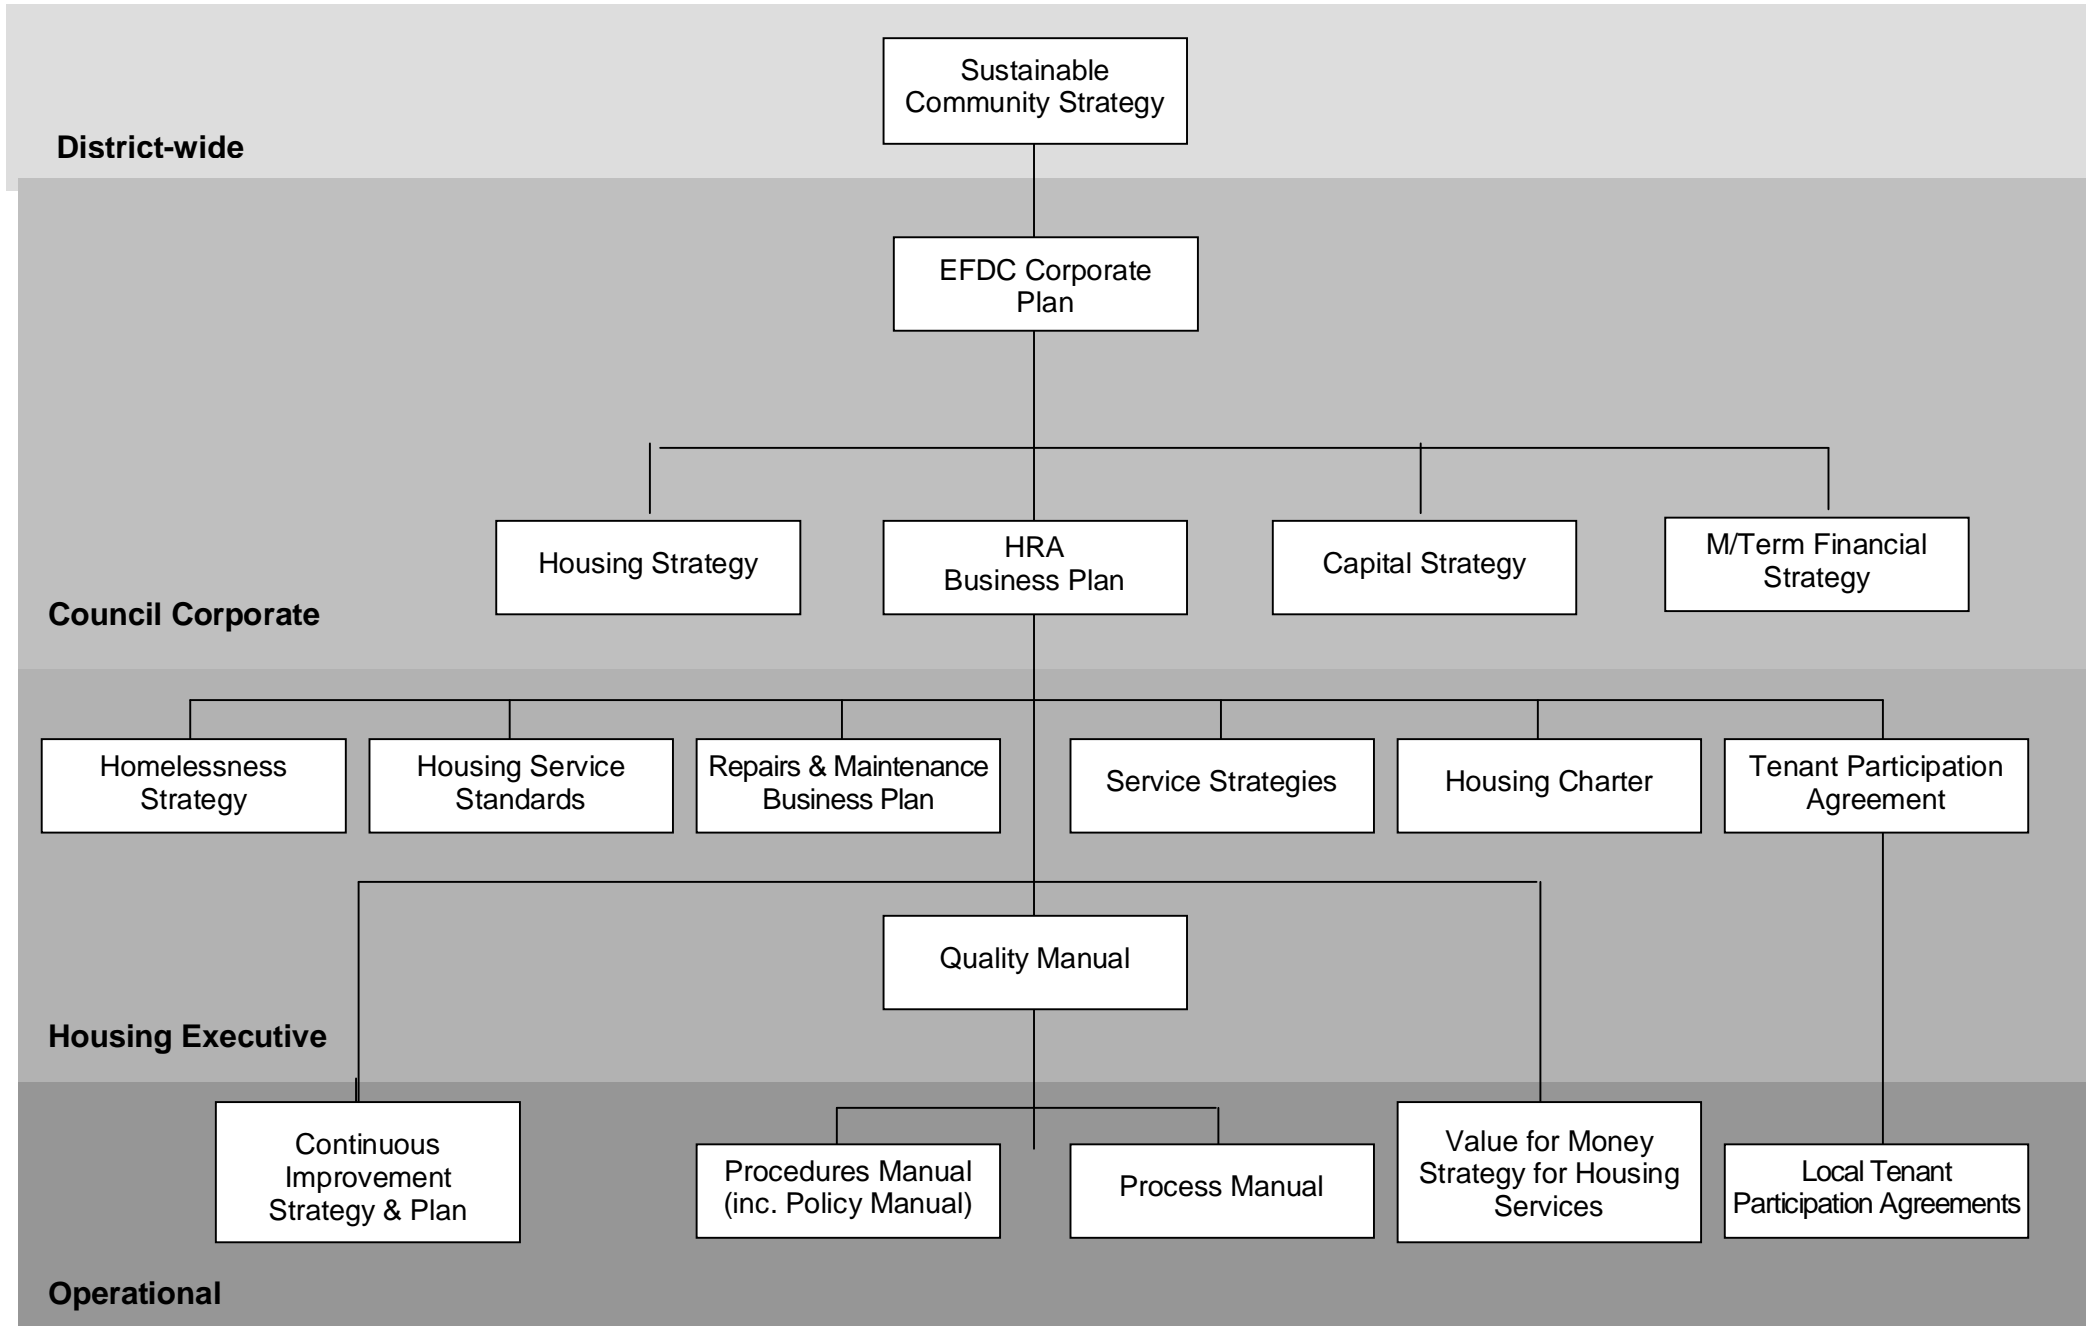 Sustainable
Community Strategy
District-wide
EFDC Corporate
Plan
Housing Strategy
HRA
Business Plan
Capital Strategy
M/Term Financial
Strategy
Council Corporate
Homelessness
Strategy
Housing Service
Standards
Repairs & Maintenance
Business Plan
Service Strategies
Housing Charter
Tenant Participation
Agreement
Quality Manual
Housing Executive
Continuous
Improvement
Strategy & Plan
Procedures Manual
(inc. Policy Manual)
Process Manual
Value for Money
Strategy for Housing
Services
Local Tenant
Participation Agreements
Operational